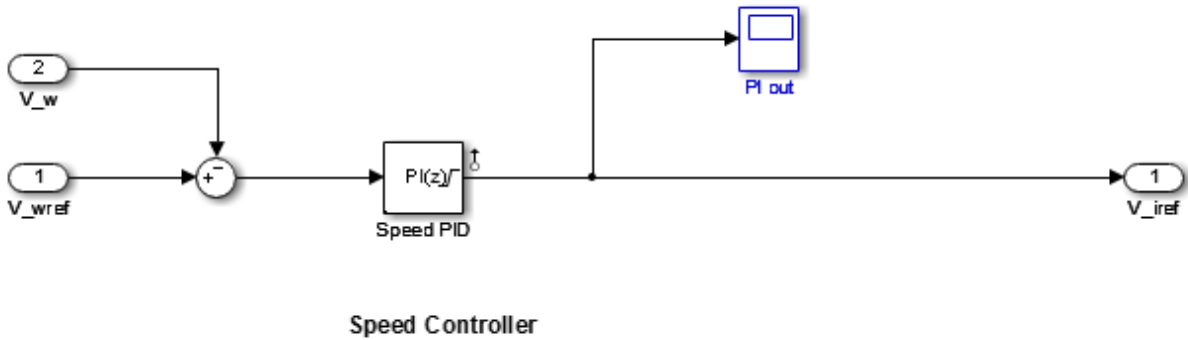 2
V_w
PI out
1
V_wref
+
−
PI(z)
Speed PID
1
V_iref
Speed Controller